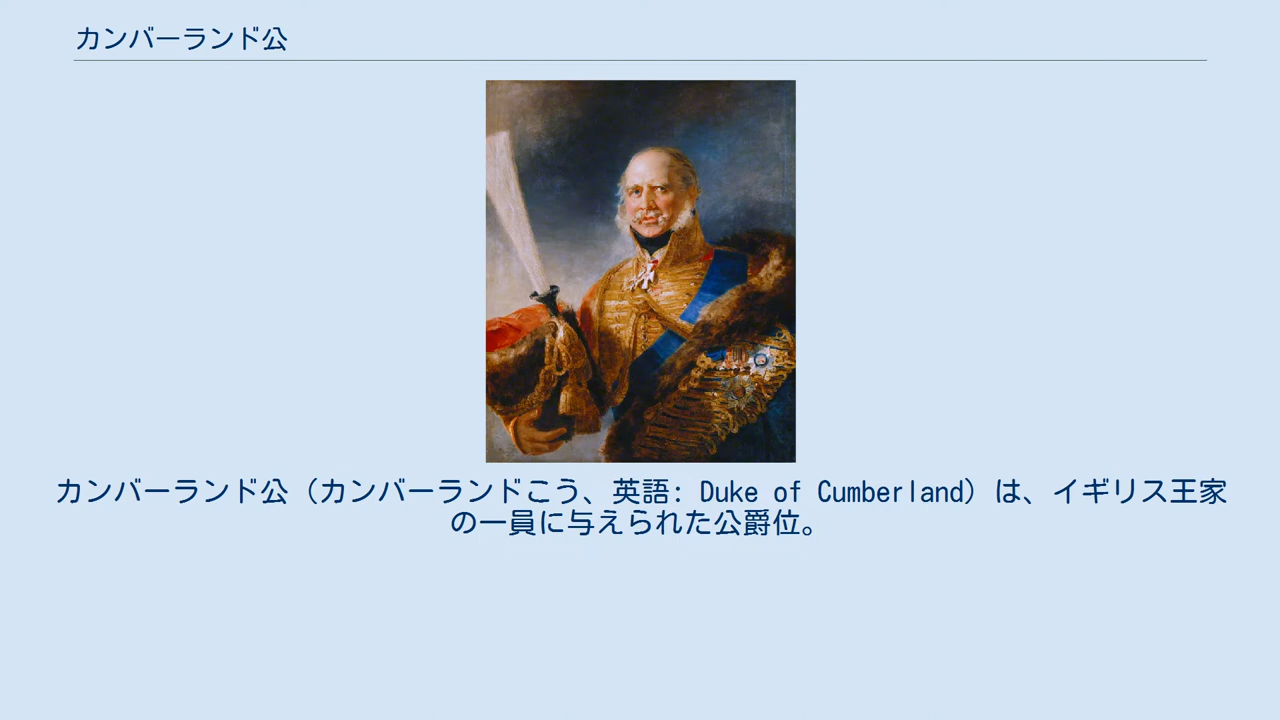 カンバーランド公
カンバーランド公（カンバーランドこう、英語: Duke of Cumberland）は、イギリス王家
の一員に与えられた公爵位。